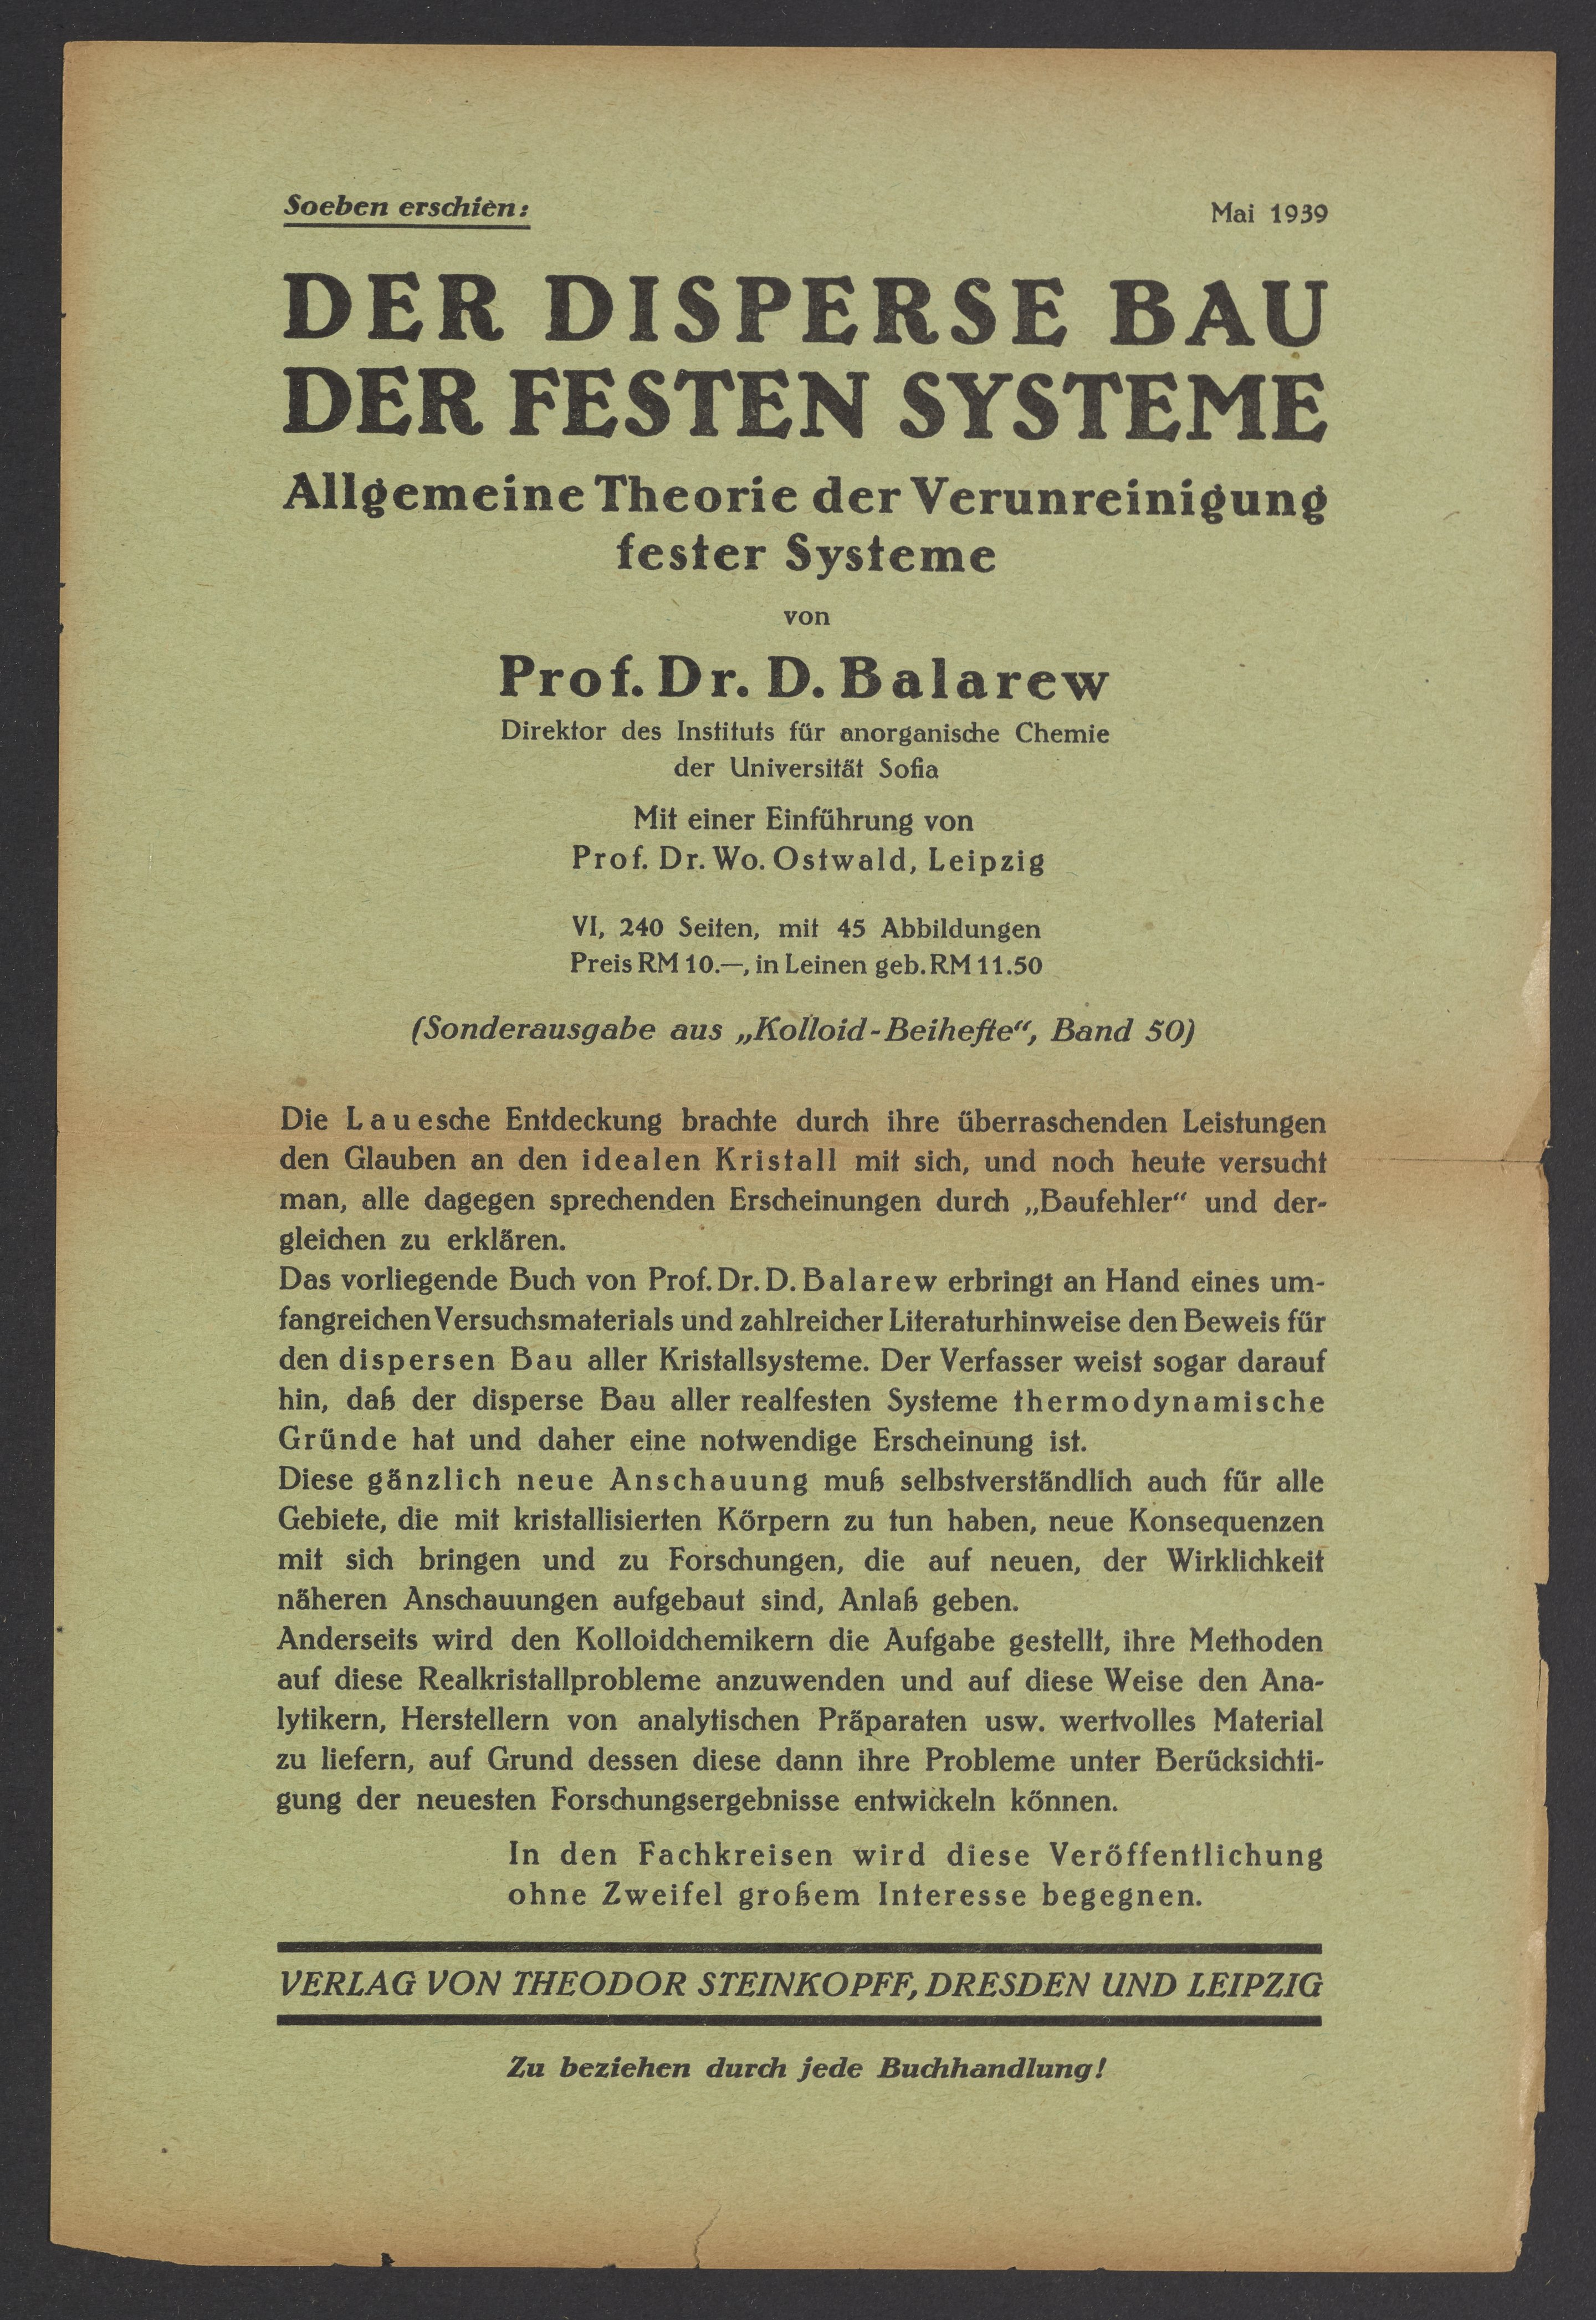 Soeben erschien:
Mai 1939
DER DISPERSE BAU
DER FESTEN SYSTEME
Allgemeine Theorie der Verunreinigung
fester Systeme
von
Prof. Dr. D. Balarew
Direktor des Instituts für anorganische Chemie
der Universität Sofia
Mit einer Einführung von
Prof. Dr. Wo. Ostwald, Leipzig
VI, 240 Seiten, mit 45 Abbildungen
Preis RM 10.—, in Leinen geb. RM 11.50
(Sonderausgabe aus „Kolloid-Beihefte“, Band 50)
Die Lauesche Entdeckung brachte durch ihre überraschenden Leistungen
den Glauben an den idealen Kristall mit sich, und noch heute versucht
man, alle dagegen sprechenden Erscheinungen durch „Baufehler“ und der-
gleichen zu erklären.
Das vorliegende Buch von Prof. Dr. D. Balarew erbringt an Hand eines um-
fangreichen Versuchsmaterials und zahlreicher Literaturhinweise den Beweis für
den dispersen Bau aller Kristallsysteme. Der Verfasser weist sogar darauf
hin, daß der disperse Bau aller realfesten Systeme thermodynamische
Gründe hat und daher eine notwendige Erscheinung ist.
Diese gänzlich neue Anschauung muß selbstverständlich auch für alle
Gebiete, die mit kristallisierten Körpern zu tun haben, neue Konsequenzen
mit sich bringen und zu Forschungen, die auf neuen, der Wirklichkeit
näheren Anschauungen aufgebaut sind, Anlaß geben.
Anderseits wird den Kolloidchemikern die Aufgabe gestellt, ihre Methoden
auf diese Realkristallprobleme anzuwenden und auf diese Weise den Ana-
lytikern, Herstellern von analytischen Präparaten usw. wertvolles Material
zu liefern, auf Grund dessen diese dann ihre Probleme unter Berücksichti-
gung der neuesten Forschungsergebnisse entwickeln können.
In den Fachkreisen wird diese Veröffentlichung
ohne Zweifel großem Interesse begegnen.
VERLAG VON THEODOR STEINKOPFF, DRESDEN UND LEIPZIG
Zu beziehen durch jede Buchhandlung!